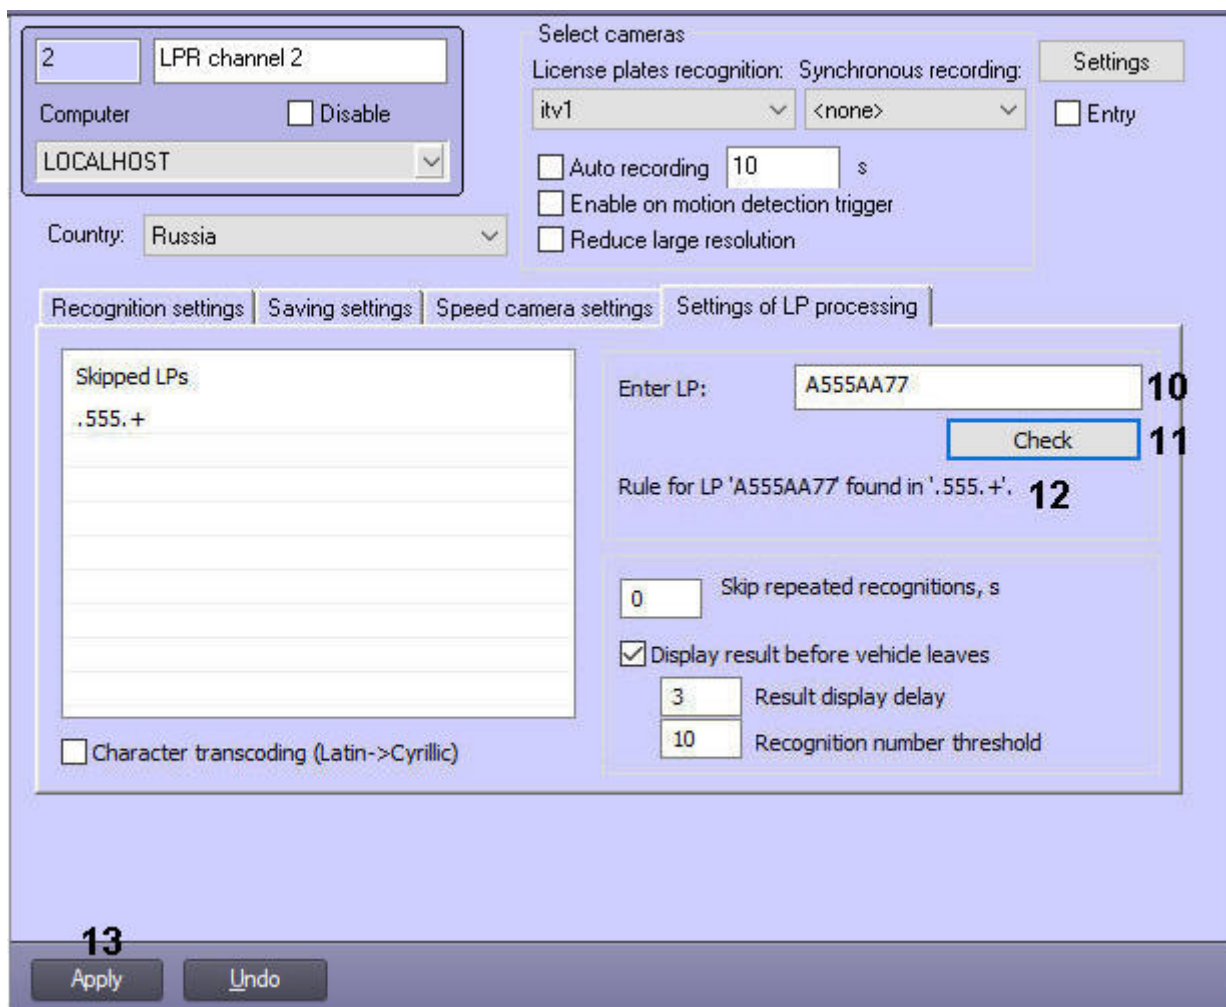 2
LPR channel 2
Computer
Disable
LOCALHOST
Country:
Russia
Select cameras
License plates recognition:
Synchronous recording:
itv1
<none>
Auto recording
10
s
Enable on motion detection trigger
Reduce large resolution
Settings
Entry
Recognition settings
Saving settings
Speed camera settings
Settings of LP processing
Skipped LPs
.555.+
Character transcoding (Latin->Cyrillic)
Enter LP:
A555AA77
10
Check
11
Rule for LP 'A555AA77' found in '.555.+'.
12
0
Skip repeated recognitions, s
Display result before vehicle leaves
3
Result display delay
10
Recognition number threshold
13
Apply
Undo